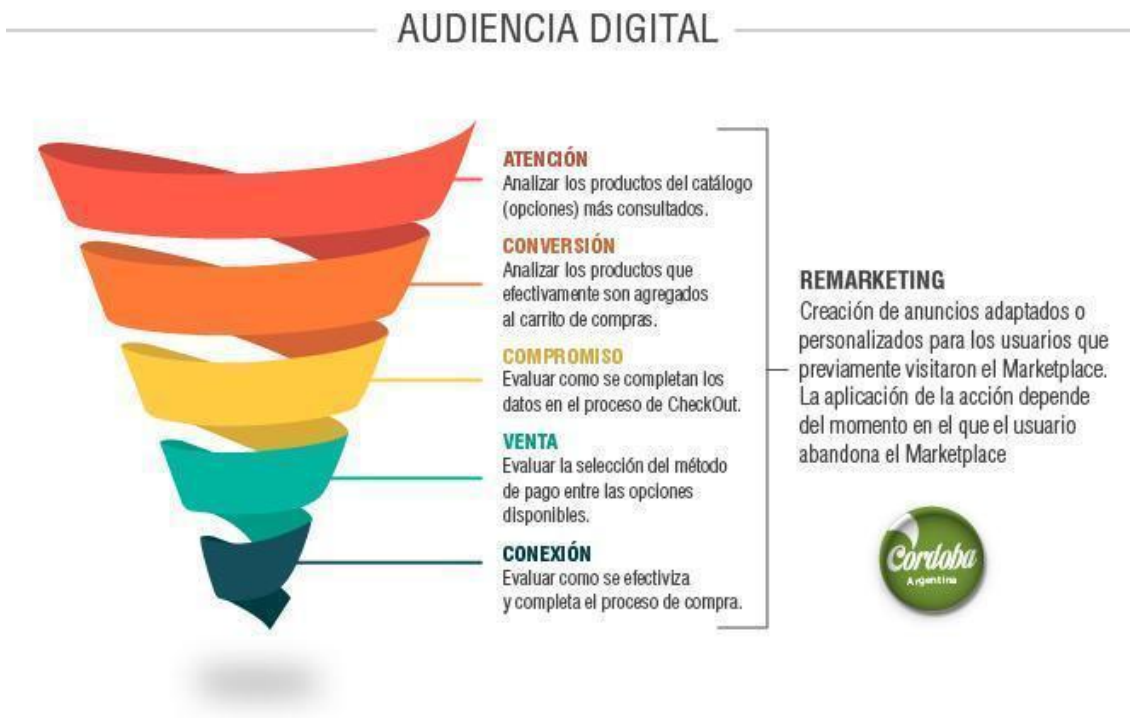 AUDIENCIA DIGITAL
ATENCIÓN
Analizar los productos del catálogo
(opciones) más consultados.
CONVERSIÓN
Analizar los productos que
efectivamente son agregados
al carrito de compras.
COMPROMISO
Evaluar como se completan los
datos en el proceso de CheckOut.
VENTA
Evaluar la selección del método
de pago entre las opciones
disponibles.
CONEXIÓN
Evaluar como se efectiviza
y completa el proceso de compra.
REMARKETING
Creación de anuncios adaptados o
personalizados para los usuarios que
previamente visitaron el Marketplace.
La aplicación de la acción depende
del momento en el que el usuario
abandona el Marketplace
Córdoba
Argentina